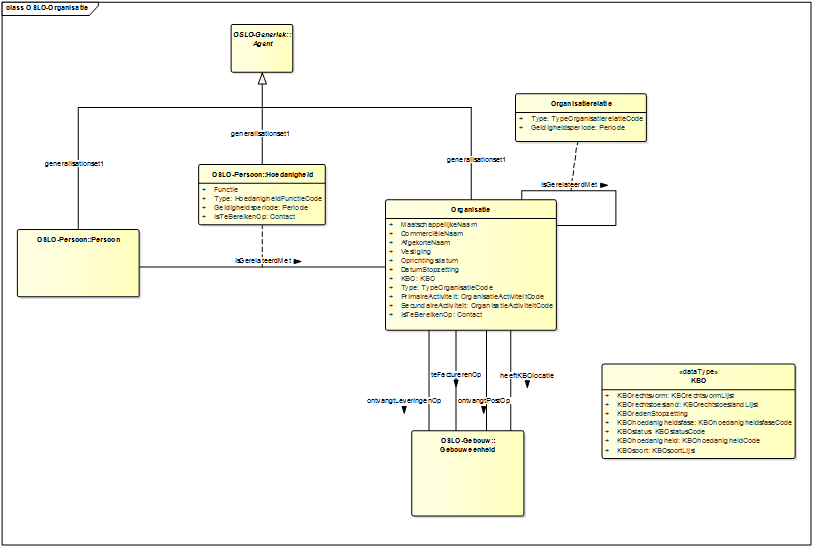 class OSLO-Organisatie
OSLO-Generiek::
Agent
generalisationset1
generalisationset1
generalisationset1
Organisatierelatie
+ Type: TypeOrganisatierelatieCode
+ Geldigheidsperiode: Periode
OSLO-Persoon::Hoedanigheid
+ Functie
+ Type: HoedanigheidFunctieCode
+ Geldigheidsperiode: Periode
+ IsTeBereikenOp: Contact
IsGerelateerdMet
OSLO-Persoon::Persoon
IsGerelateerdMet
Organisatie
+ MaatschappelijkeNaam
+ CommerciëleNaam
+ AfgekorteNaam
+ Vestiging
+ Oprichtingsdatum
+ DatumStopzetting
+ KBO: KBO
+ Type: TypeOrganisatieCode
+ PrimaireActiviteit: OrganisatieActiviteitCode
+ SecundaireActiviteit: OrganisatieActiviteitCode
+ IsTeBereikenOp: Contact
teFacturerenOp
heeftKBOlocatie
ontvangtLeveringenOp
ontvangtPostOp
OSLO-Gebouw::
Gebouweenheid
«dataType»
KBO
+ KBOrechtsvorm: KBOrechtsvormLijst
+ KBOrechtstoestand: KBOrechtstoestandLijst
+ KBOredenStopzetting
+ KBOhoedanigheidsfase: KBOhoedanigheidsfaseCode
+ KBOstatus: KBOstatusCode
+ KBOhoedanigheid: KBOhoedanigheidCode
+ KBOsoort: KBOsoortLijst